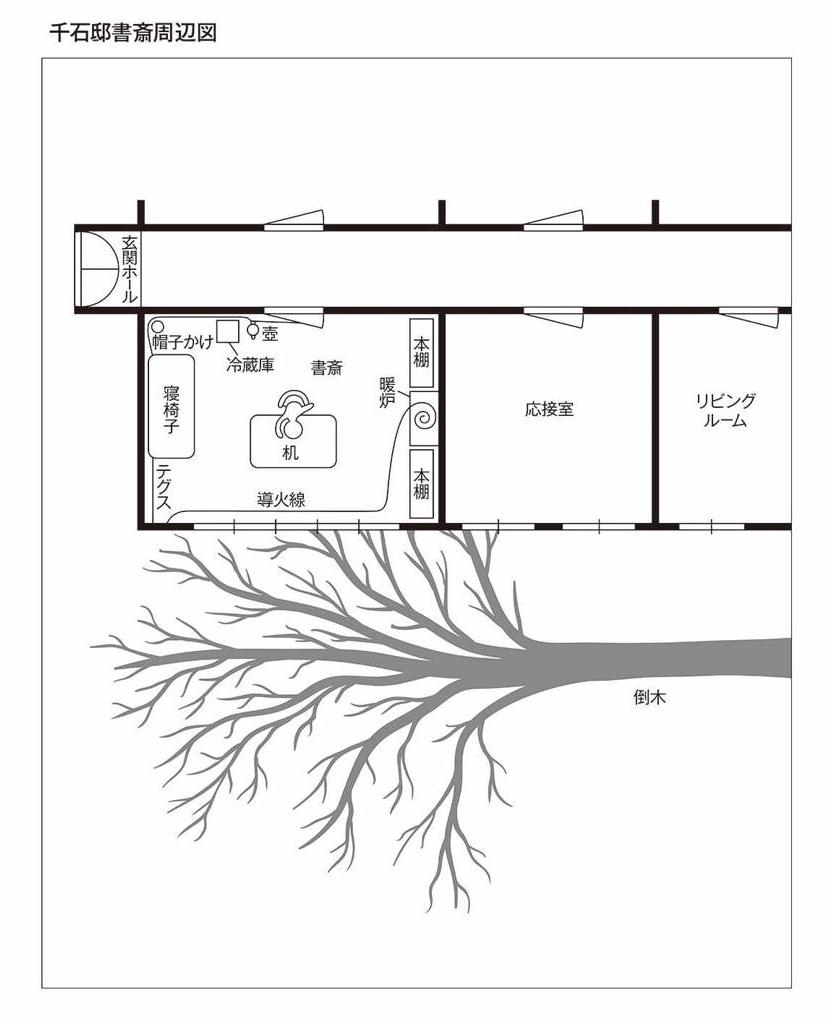 千石邸書斎周辺図
玄関ホール
帽子かけ
壺
冷蔵庫
書斎
本棚
暖炉
寝椅子
机
本棚
テグス
導火線
応接室
リビング
ルーム
倒木